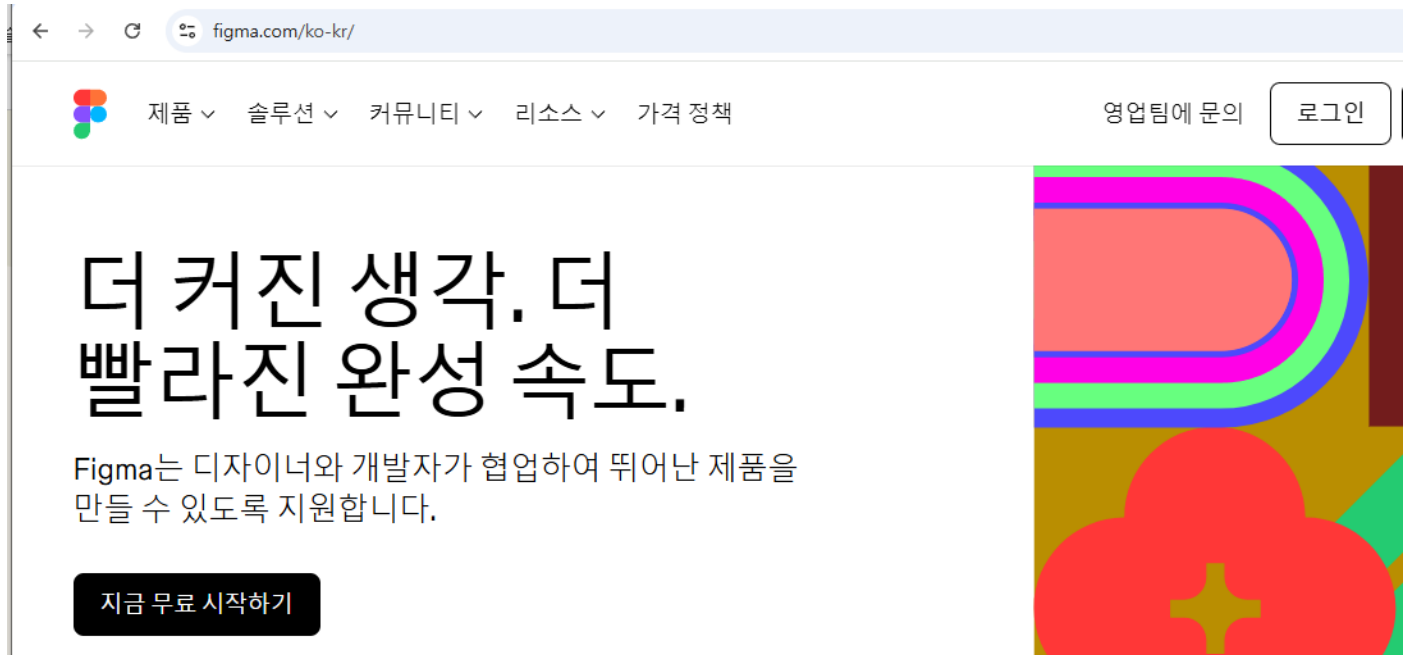 figma.com/ko-kr/
제품 솔루션 커뮤니티 리소스 가격 정책 영업팀에 문의 로그인
더 커진 생각. 더
빨라진 완성 속도.
Figma는 디자이너와 개발자가 협업하여 뛰어난 제품을
만들 수 있도록 지원합니다.
지금 무료 시작하기